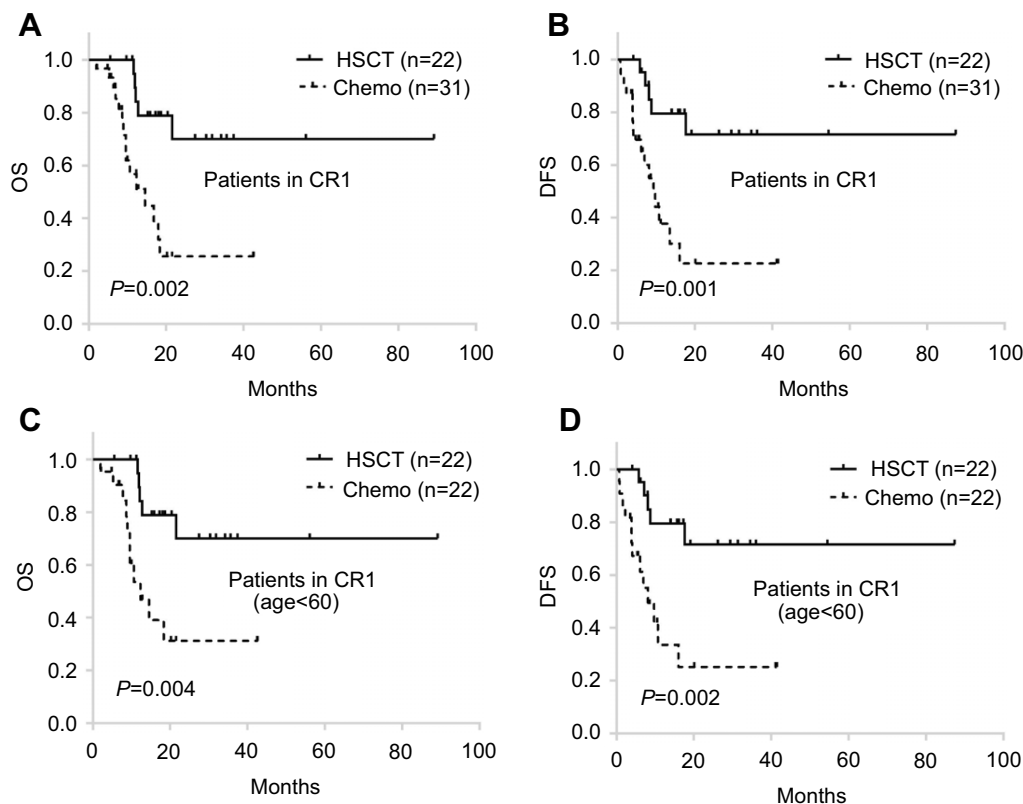 A
1.0
0.8
0.6
0.4
0.2
0.0
OS
HSCT (n=22)
Chemo (n=31)
Patients in CR1
P=0.002
0 20 40 60 80 100
Months
B
1.0
0.8
0.6
0.4
0.2
0.0
DFS
HSCT (n=22)
Chemo (n=31)
Patients in CR1
P=0.001
0 20 40 60 80 100
Months
C
1.0
0.8
0.6
0.4
0.2
0.0
OS
HSCT (n=22)
Chemo (n=22)
Patients in CR1
(age<60)
P=0.004
0 20 40 60 80 100
Months
D
1.0
0.8
0.6
0.4
0.2
0.0
DFS
HSCT (n=22)
Chemo (n=22)
Patients in CR1
(age<60)
P=0.002
0 20 40 60 80 100
Months